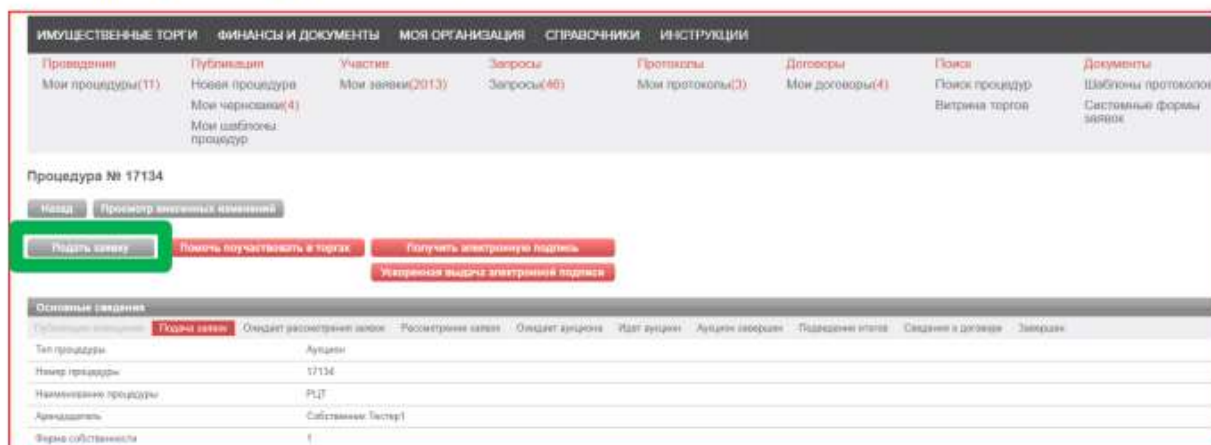 ИМУЩЕСТВЕННЫЕ ТОРГИ ФИНАНСЫ И ДОКУМЕНТЫ МОЯ ОРГАНИЗАЦИЯ СПРАВОЧНИКИ ИНСТРУКЦИИ
Проведение Публикация Участие Запросы Протоколы Договоры Поиск Документы
Мои процедуры(11) Новая процедура Мои заявки(2013) Запросы(46) Мои протоколы(3) Мои договоры(4) Поиск процедур Шаблоны протоколов
Мои черновики(4) Витрина торгов Системные формы заявок
Мои шаблоны процедур
Процедура № 17134
Назад Просмотр внесенных изменений
Подать заявку Помочь поучаствовать в торгах Получить электронную подпись
Ускоренная выдача электронной подписи
Основные сведения
Публикация извещения Подача заявок Ожидает рассмотрения заявок Рассмотрение заявок Ожидает аукциона Идет аукцион Аукцион завершен Подведение итогов Сведения о договоре Завершен
Тип процедуры Аукцион
Номер процедуры 17134
Наименование процедуры РЦТ
Арендодатель Собственник Тестер1
Форма собственности 1